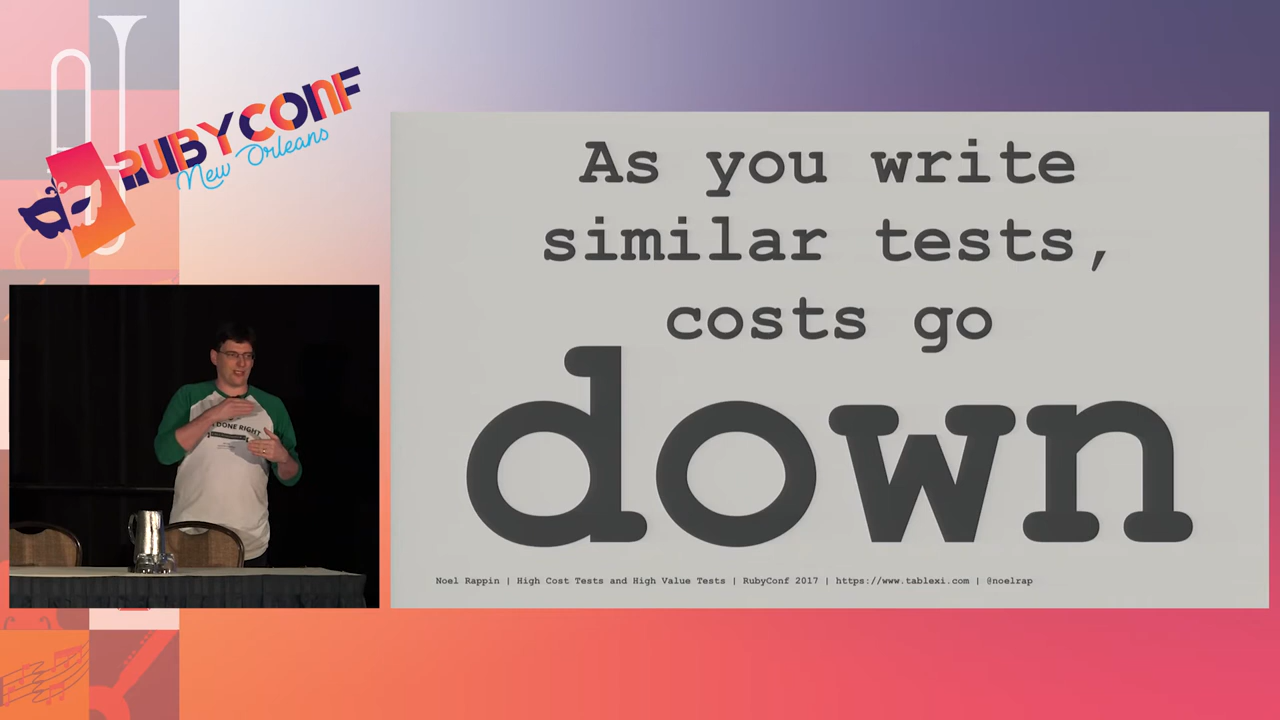 RUBYCONF
New Orleans
As you write
similar tests,
costs go
down
DONE RIGHT
Noel Rappin | High Cost Tests and High Value Tests | RubyConf 2017 | https://www.tablexi.com | @noelrap